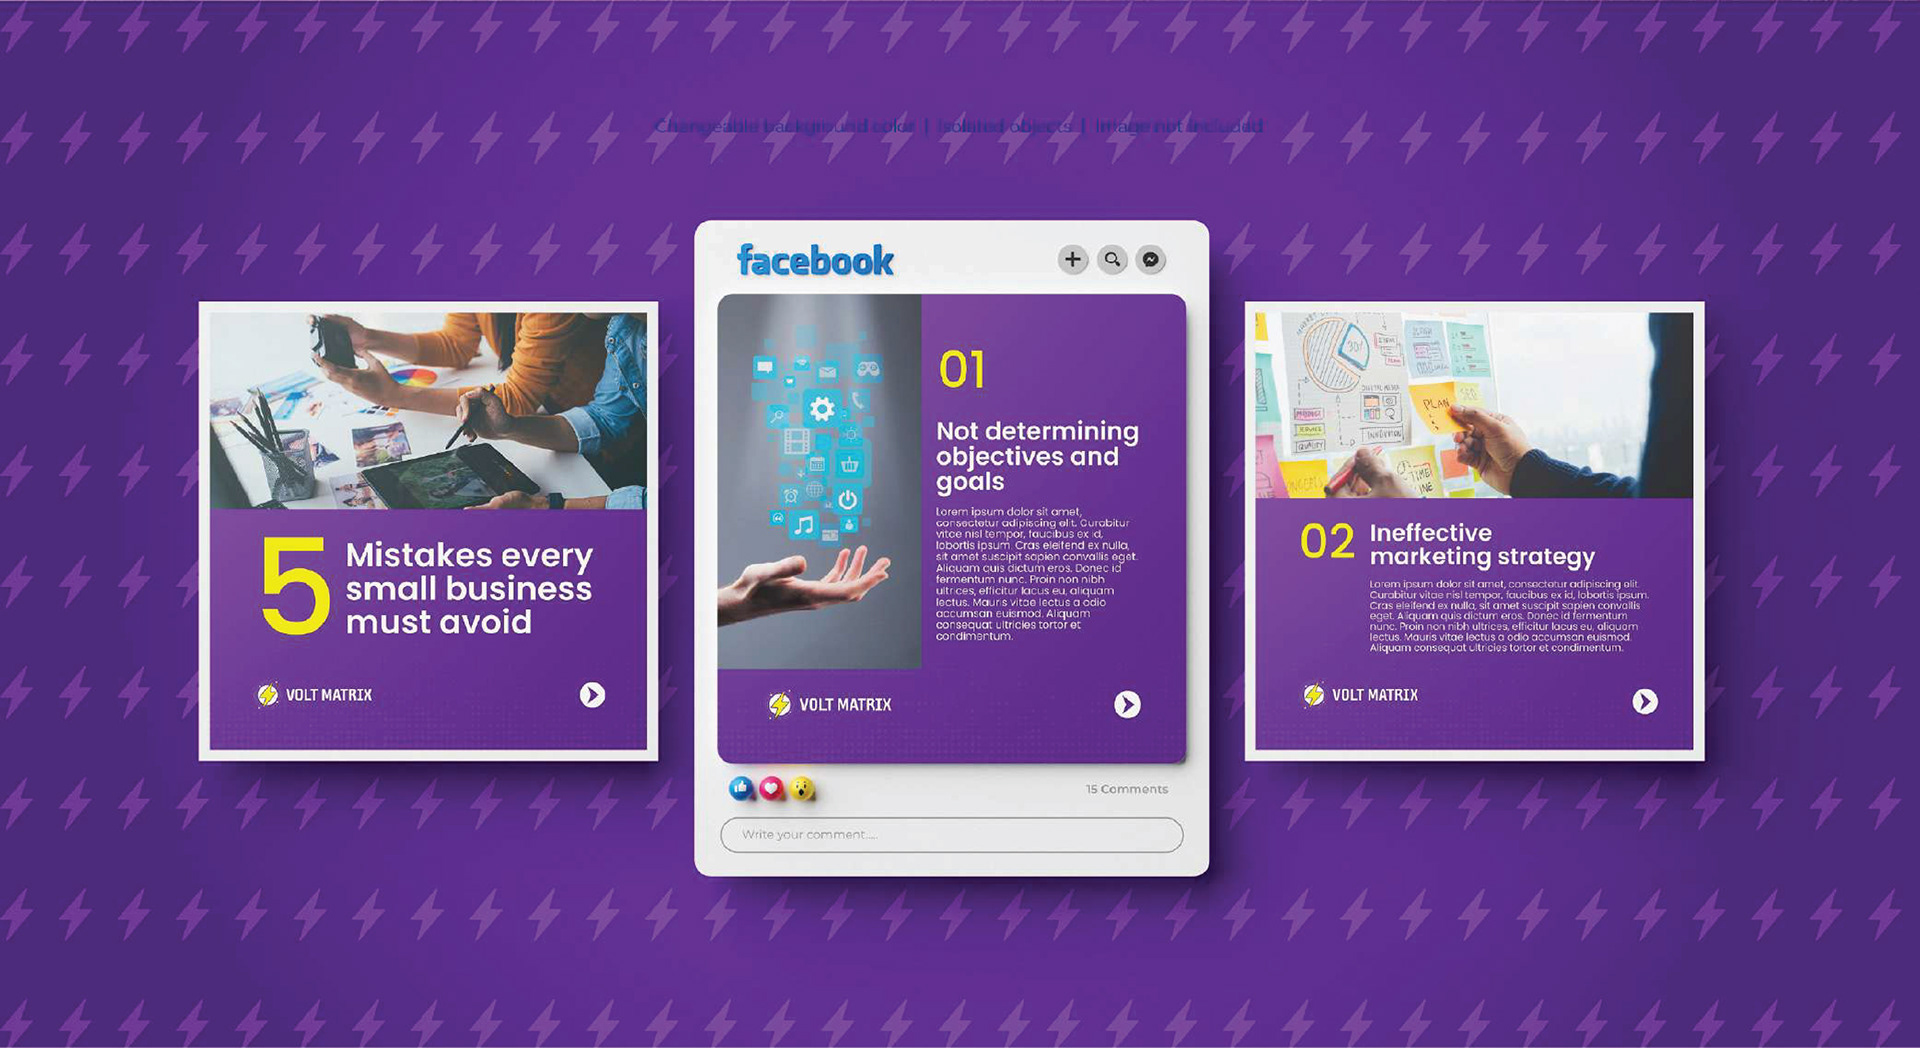 Changeable background color | Isolated objects | Image not included
5
Mistakes every
small business
must avoid
VOLT MATRIX
facebook
01
Not determining
objectives and
goals
Lorem ipsum dolor sit amet,
consectetur adipiscing elit. Curabitur
vitae nisl tempor, faucibus ex id,
lobortis ipsum. Cras eleifend ex nulla,
sit amet suscipit sapien convallis eget.
Aliquam quis dictum eros. Donec id
fermentum nunc. Proin non nibh
ultrices, efficitur lacus eu, aliquam
lectus. Mauris vitae lectus a odio
accumsan euismod. Aliquam
consequat ultricies tortor et
condimentum.
VOLT MATRIX
15 Comments
Write your comment....
30%
PLAN
SEO
TIME
LINE
02
Ineffective
marketing strategy
Lorem ipsum dolor sit amet, consectetur adipiscing elit.
Curabitur vitae nisl tempor, faucibus ex id, lobortis ipsum.
Cras eleifend ex nulla, sit amet suscipit sapien convallis
eget. Aliquam quis dictum eros. Donec id fermentum
nunc. Proin non nibh ultrices, efficitur lacus eu, aliquam
lectus. Mauris vitae lectus a odio accumsan euismod.
Aliquam consequat ultricies tortor et condimentum.
VOLT MATRIX